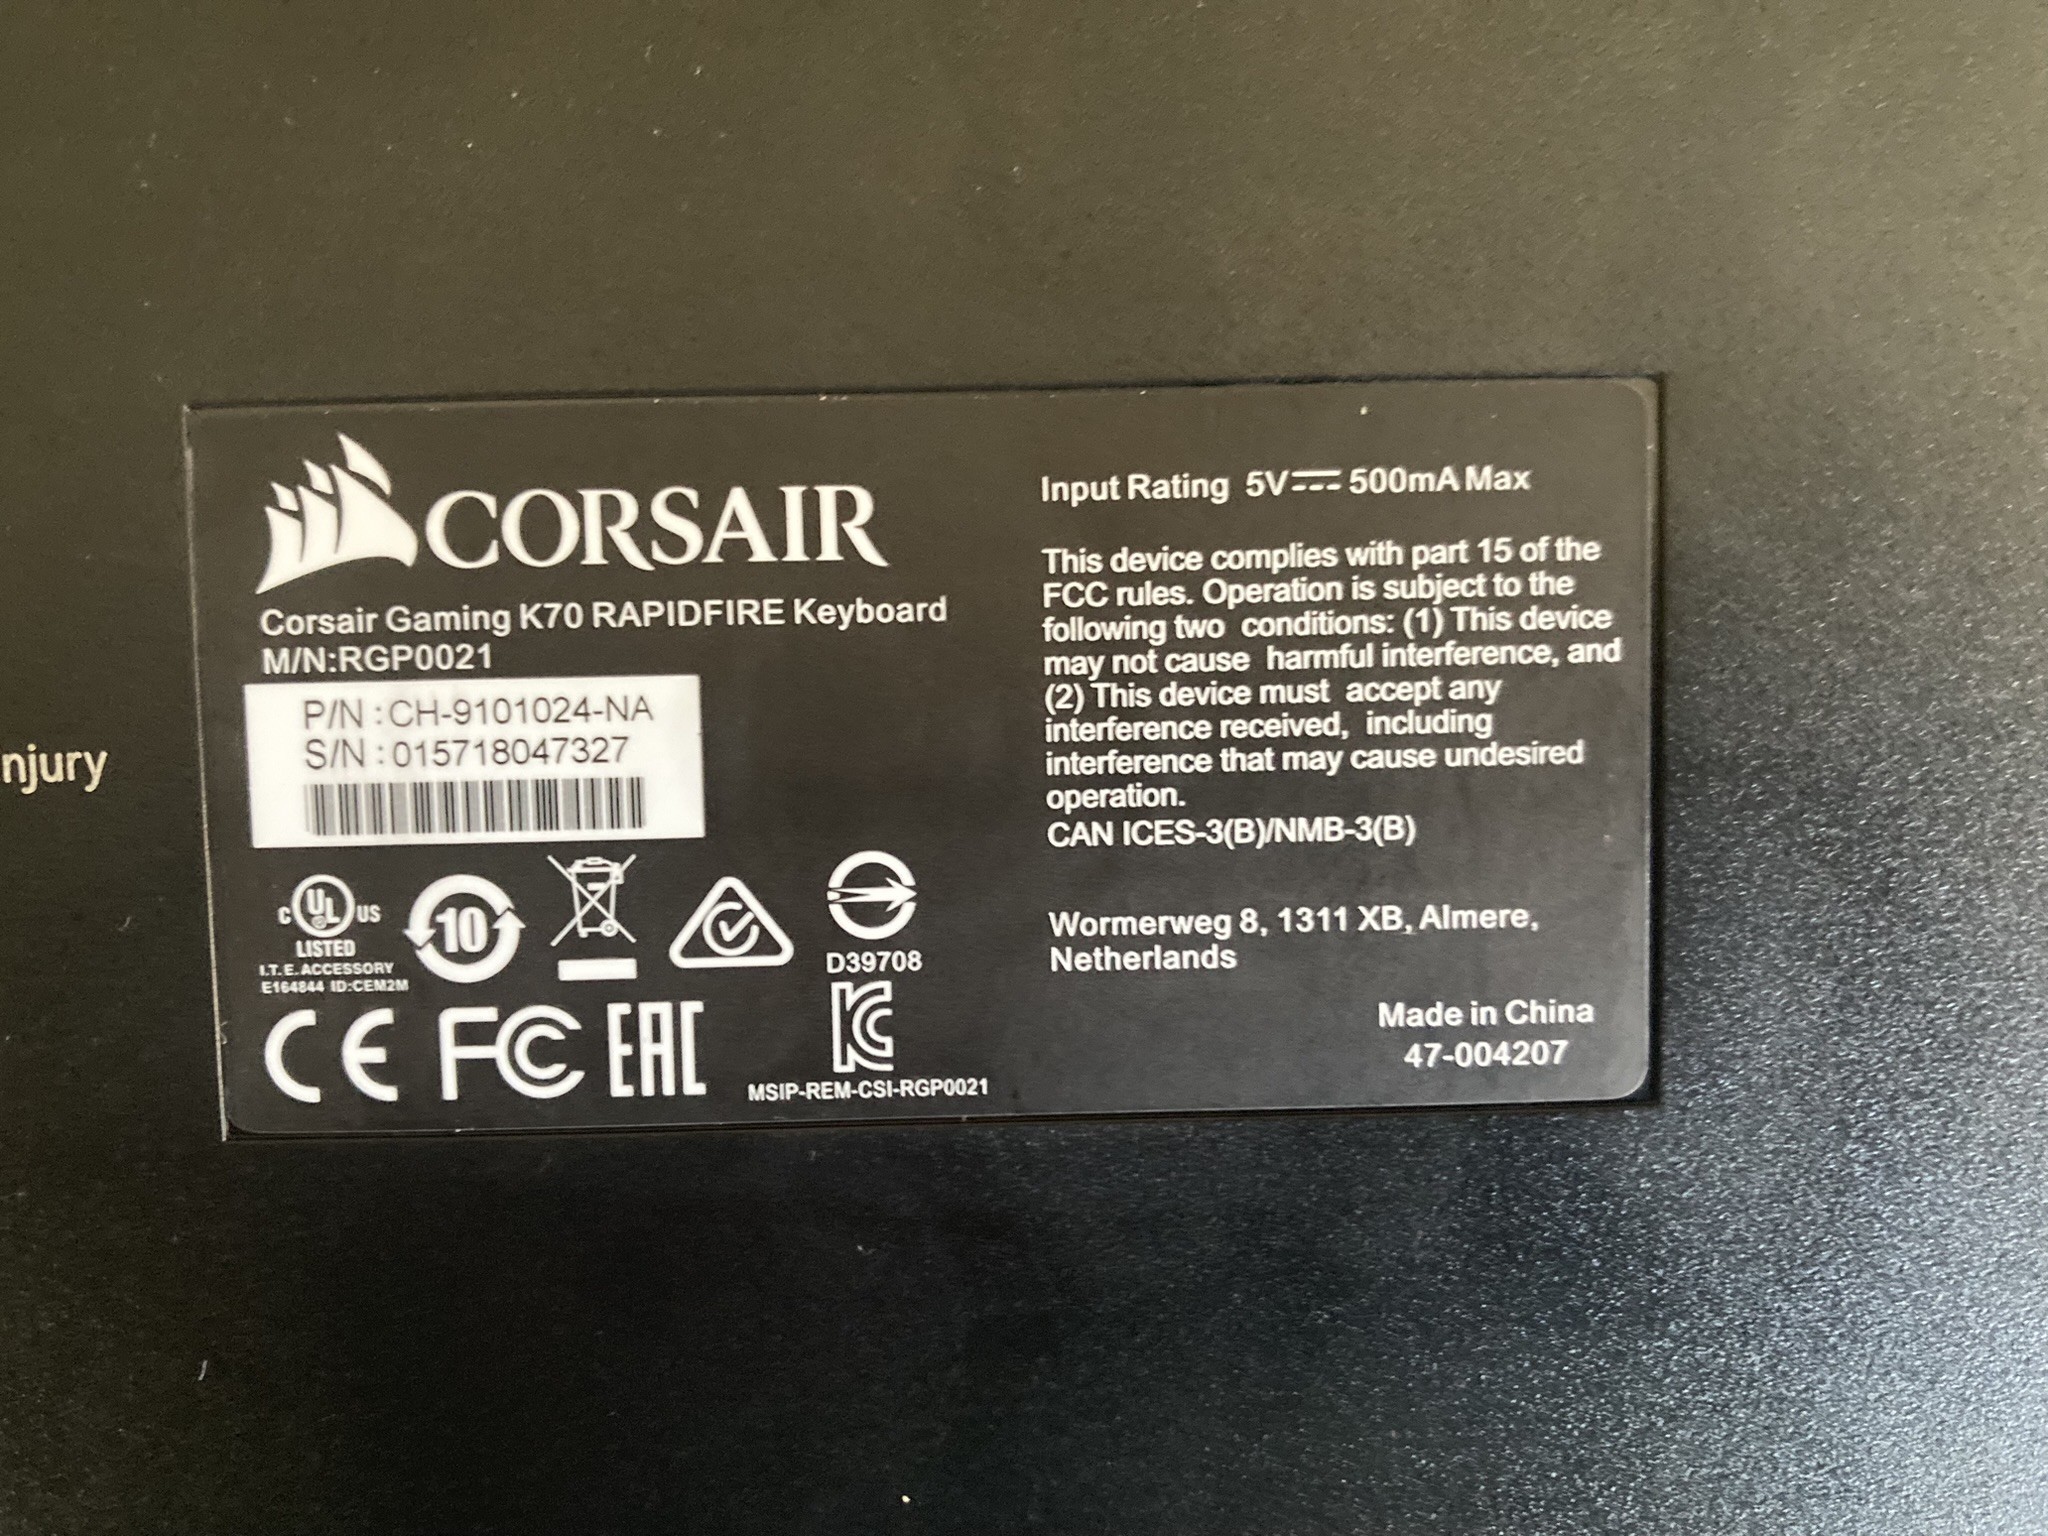 njury
CORSAIR
Corsair Gaming K70 RAPIDFIRE Keyboard
M/N:RGP0021
P/N : CH-9101024-NA
S/N : 015718047327
C UL US
LISTED
I.T.E. ACCESSORY
E164844 ID:CEM2M
10
D39708
CE FC EAC
KC
MSIP-REM-CSI-RGP0021
Input Rating 5V⎓500mA Max
This device complies with part 15 of the
FCC rules. Operation is subject to the
following two conditions: (1) This device
may not cause harmful interference, and
(2) This device must accept any
interference received, including
interference that may cause undesired
operation.
CAN ICES-3(B)/NMB-3(B)
Wormerweg 8, 1311 XB, Almere,
Netherlands
Made in China
47-004207